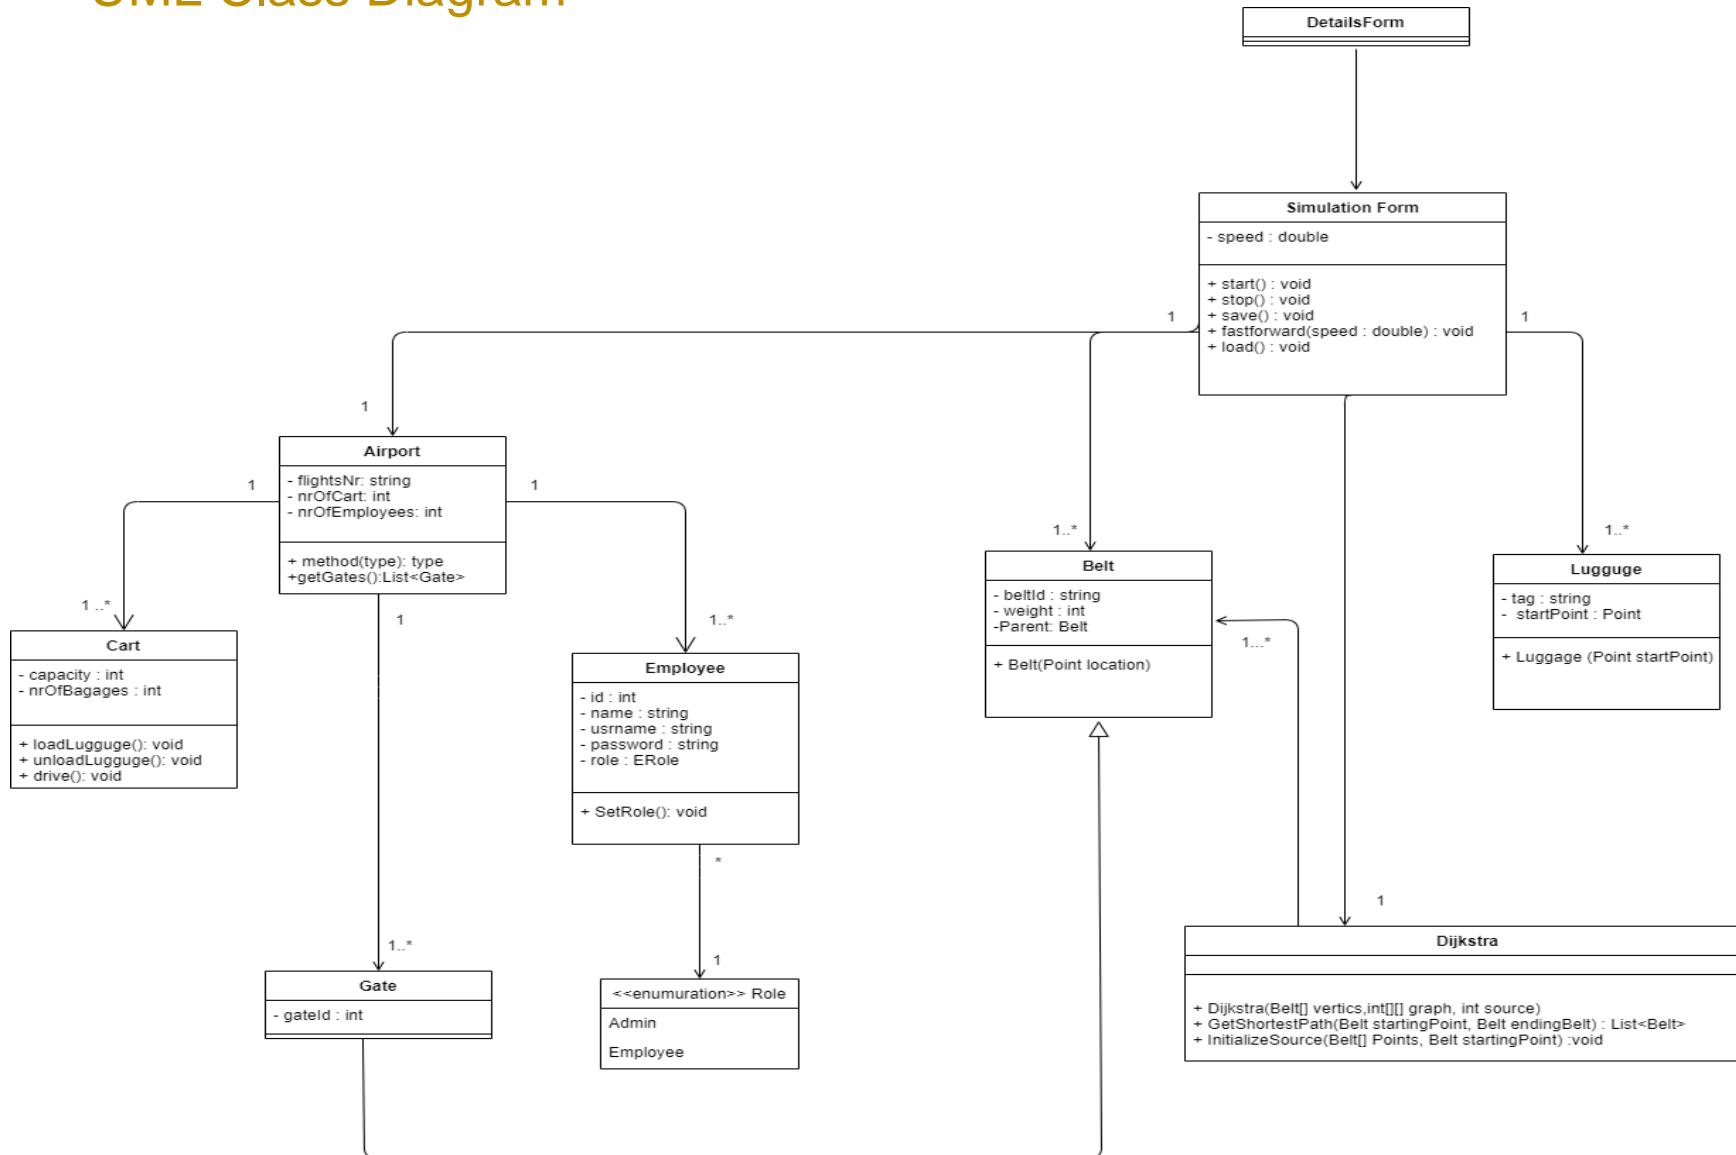 UML Class Diagram
DetailsForm
Simulation Form
- speed : double
+ start() : void
+ stop() : void
+ save() : void
+ fastforward(speed : double) : void
+ load() : void
1
1
1
Airport
- flightsNr: string
- nrOfCart: int
- nrOfEmployees: int
+ method(type): type
+getGates():List<Gate>
1
1
1
1 ..*
Cart
- capacity : int
- nrOfBagages : int
+ loadLugguge(): void
+ unloadLugguge(): void
+ drive(): void
1..*
Employee
- id : int
- name : string
- usrname : string
- password : string
- role : ERole
+ SetRole(): void
*
1
<<enumuration>> Role
Admin
Employee
1..*
Gate
- gateId : int
1..*
Belt
- beltId : string
- weight : int
-Parent: Belt
+ Belt(Point location)
1...*
1..*
Lugguge
- tag : string
- startPoint : Point
+ Luggage (Point startPoint)
1
Dijkstra
+ Dijkstra(Belt[] vertics,int[][] graph, int source)
+ GetShortestPath(Belt startingPoint, Belt endingBelt) : List<Belt>
+ InitializeSource(Belt[] Points, Belt startingPoint) :void